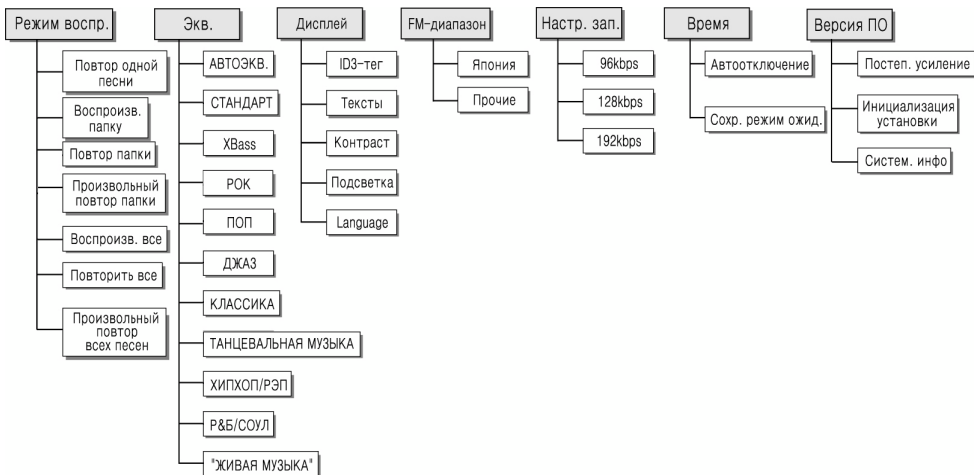 Режим воспр.
Повтор одной
песни
Воспроизв.
папку
Повтор папки
Произвольный
повтор папки
Воспроизв. все
Повторить все
Произвольный
повтор
всех песен
Экв.
АВТОЭКВ.
СТАНДАРТ
XBass
РОК
ПОП
ДЖАЗ
КЛАССИКА
ТАНЦЕВАЛЬНАЯ МУЗЫКА
ХИПХОП/РЭП
Р&Б/СОУЛ
"ЖИВАЯ МУЗЫКА"
Дисплей
ID3-тег
Тексты
Контраст
Подсветка
Language
FM-диапазон
Япония
Прочие
Настр. зап.
96kbps
128kbps
192kbps
Время
Автоотключение
Сохр. режим ожид.
Версия ПО
Постеп. усиление
Инициализация
установки
Систем. инфо